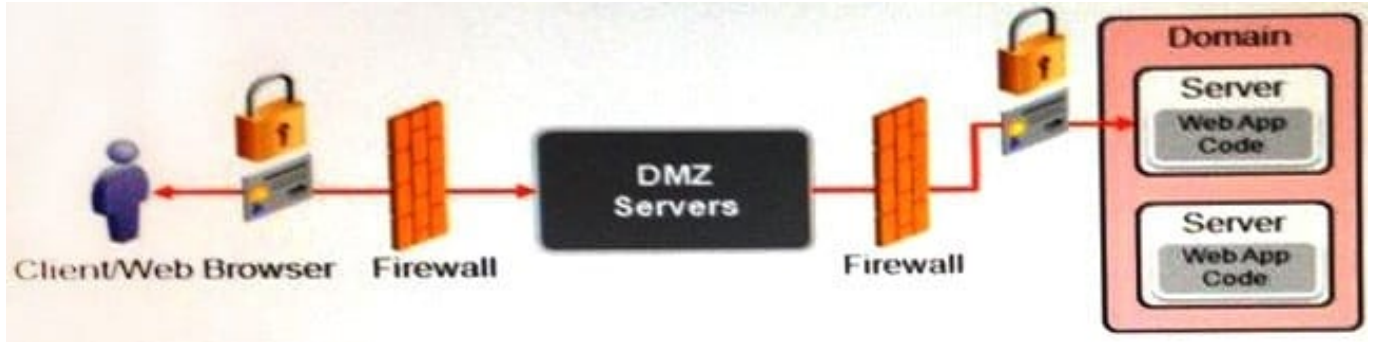 Domain
Server
Web App
Code
DMZ
Servers
Server
Web App
Code
Client/Web Browser
Firewall
Firewall